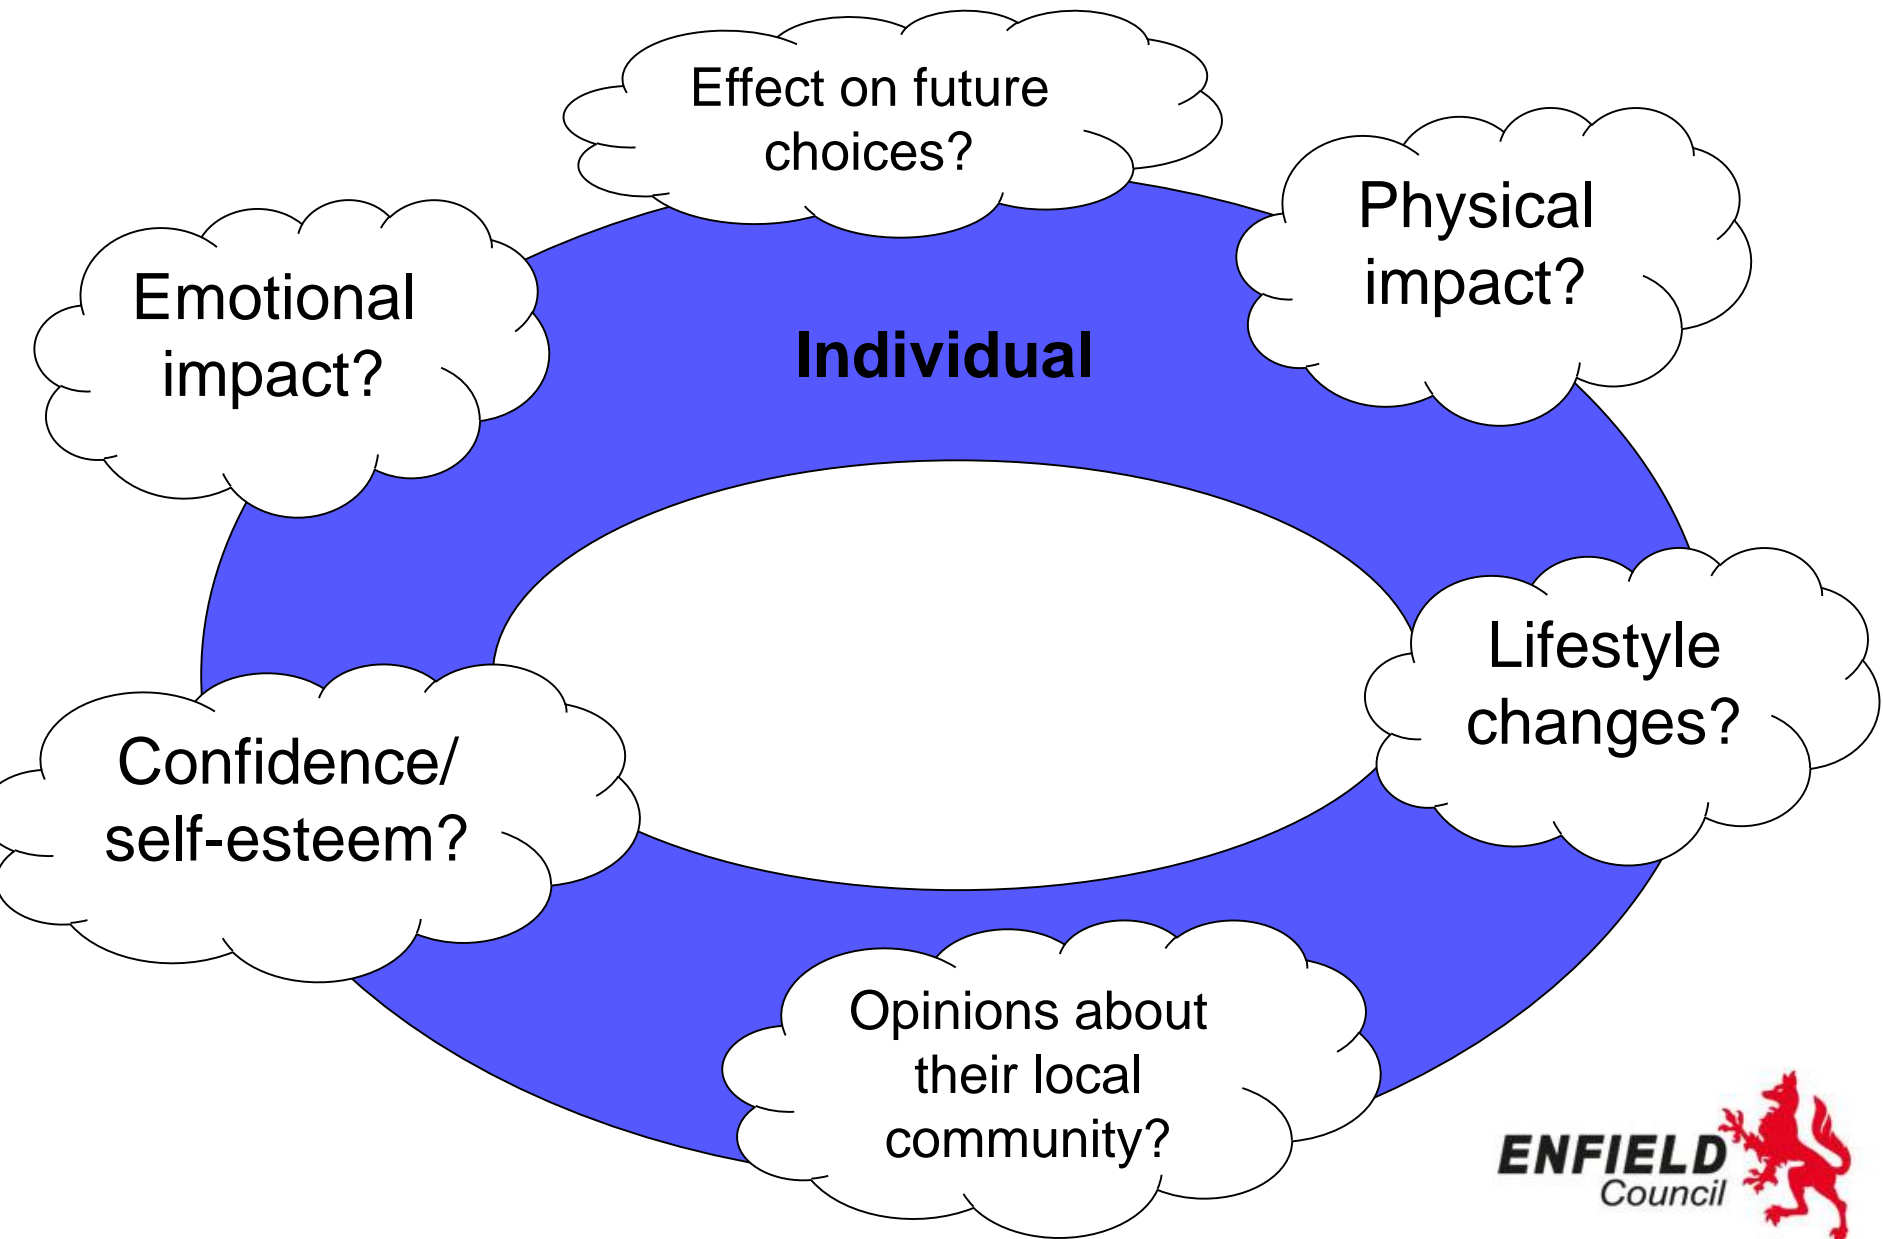 Effect on future
choices?
Physical
impact?
Emotional
impact?
Individual
Lifestyle
changes?
Confidence/
self-esteem?
Opinions about
their local
community?
ENFIELD
Council